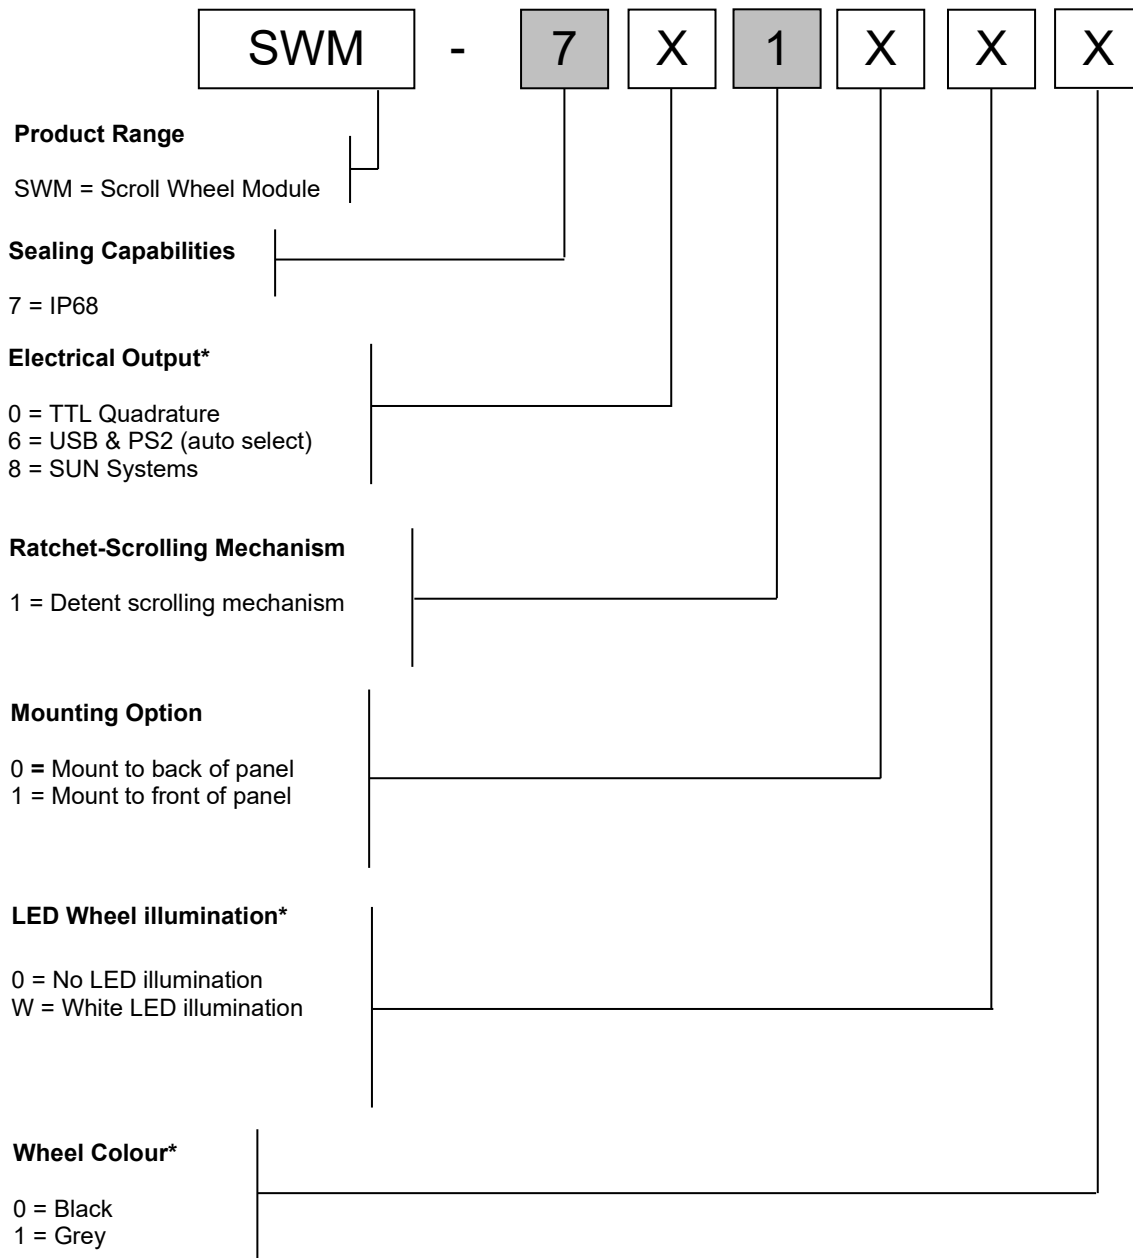 SWM - 7 X 1 X X X
Product Range
SWM = Scroll Wheel Module
Sealing Capabilities
7 = IP68
Electrical Output*
0 = TTL Quadrature
6 = USB & PS2 (auto select)
8 = SUN Systems
Ratchet-Scrolling Mechanism
1 = Detent scrolling mechanism
Mounting Option
0 = Mount to back of panel
1 = Mount to front of panel
LED Wheel illumination*
0 = No LED illumination
W = White LED illumination
Wheel Colour*
0 = Black
1 = Grey